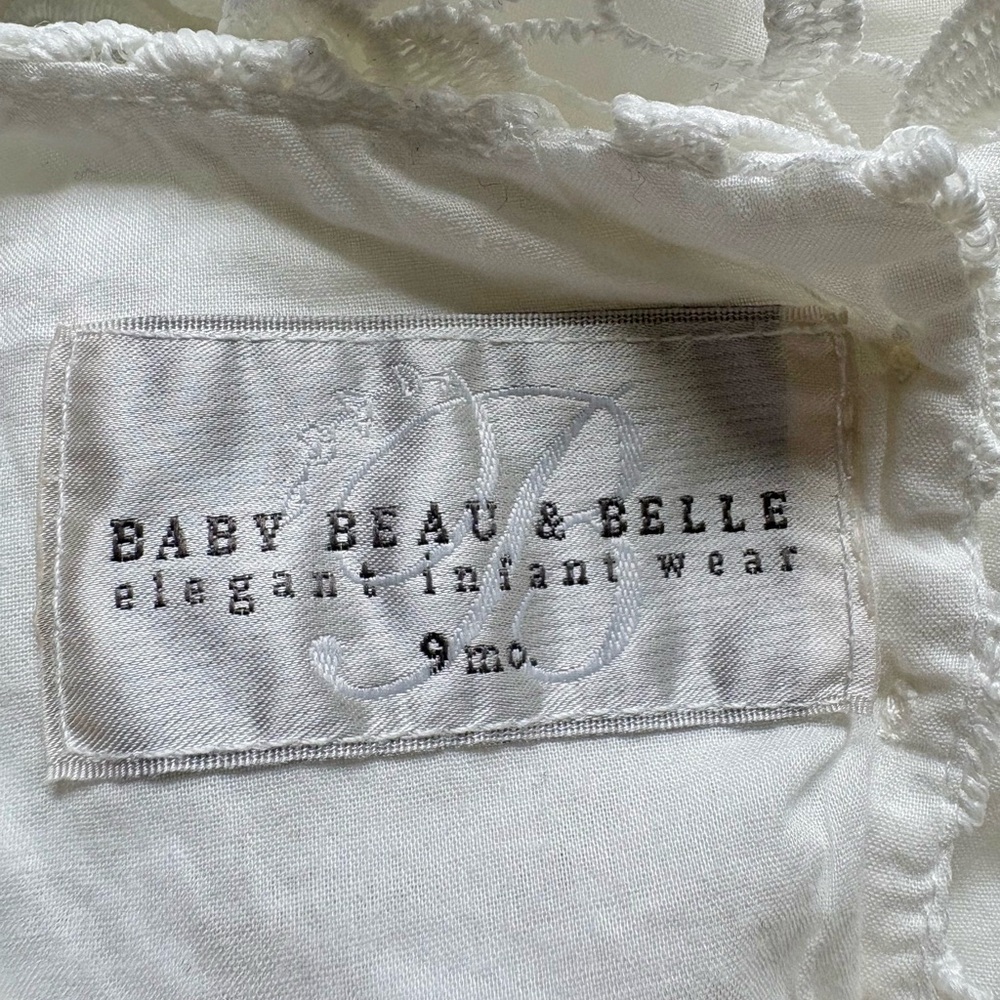 BABY BEAU & BELLE
elegant infant wear
9 mo.